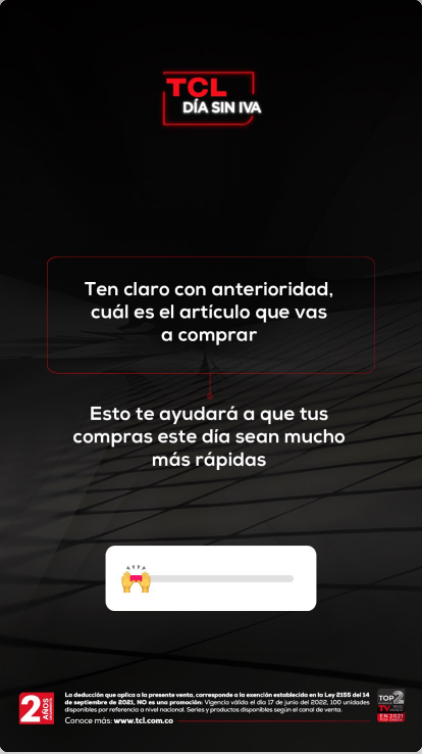 TCL
DÍA SIN IVA
Ten claro con anterioridad,
cuál es el artículo que vas
a comprar
Esto te ayudará a que tus
compras este día sean mucho
más rápidas
2 AÑOS
La deducción que aplica a la presente venta, corresponde a la exención establecida en la Ley 2155 del 14
de septiembre de 2021, NO es una promoción: Vigencia válida el día 17 de junio del 2022, 100 unidades
disponibles por referencia a nivel nacional. Series y productos disponibles según el canal de venta.
Conoce más: www.tcl.com.co
TOP 2
TV
EN 2021